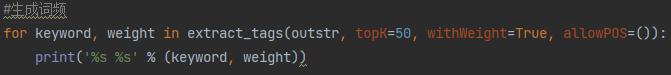 #生成词频
for keyword, weight in extract_tags(outstr, topK=50, withWeight=True, allowPOS=()):
    print('%s %s' % (keyword, weight))